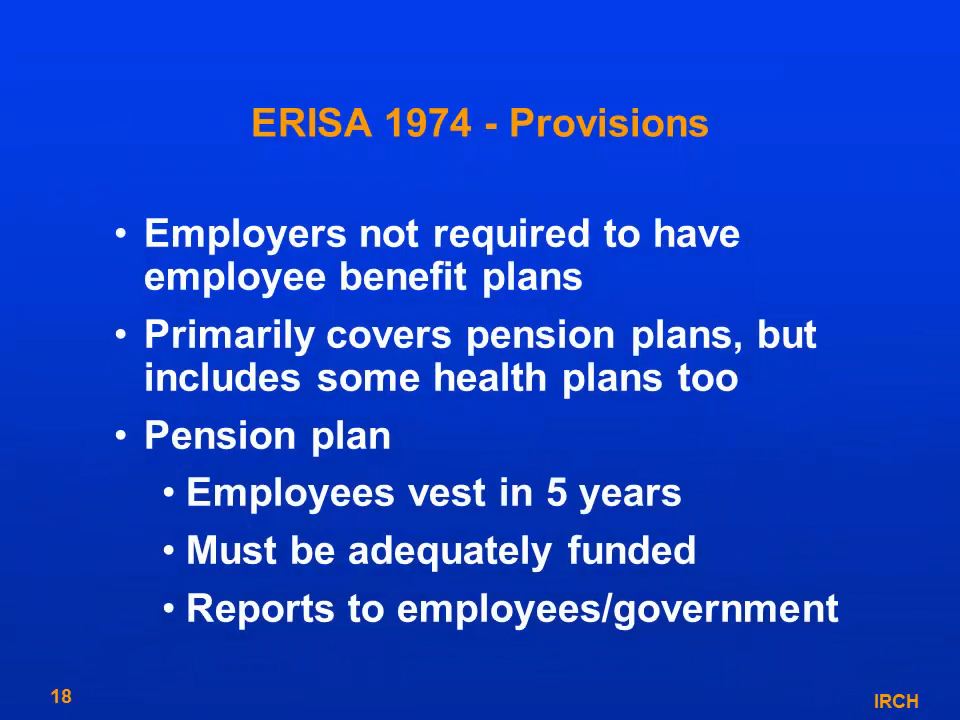 ERISA 1974 - Provisions
• Employers not required to have
employee benefit plans
• Primarily covers pension plans, but
includes some health plans too
• Pension plan
• Employees vest in 5 years
• Must be adequately funded
• Reports to employees/government
18
IRCH